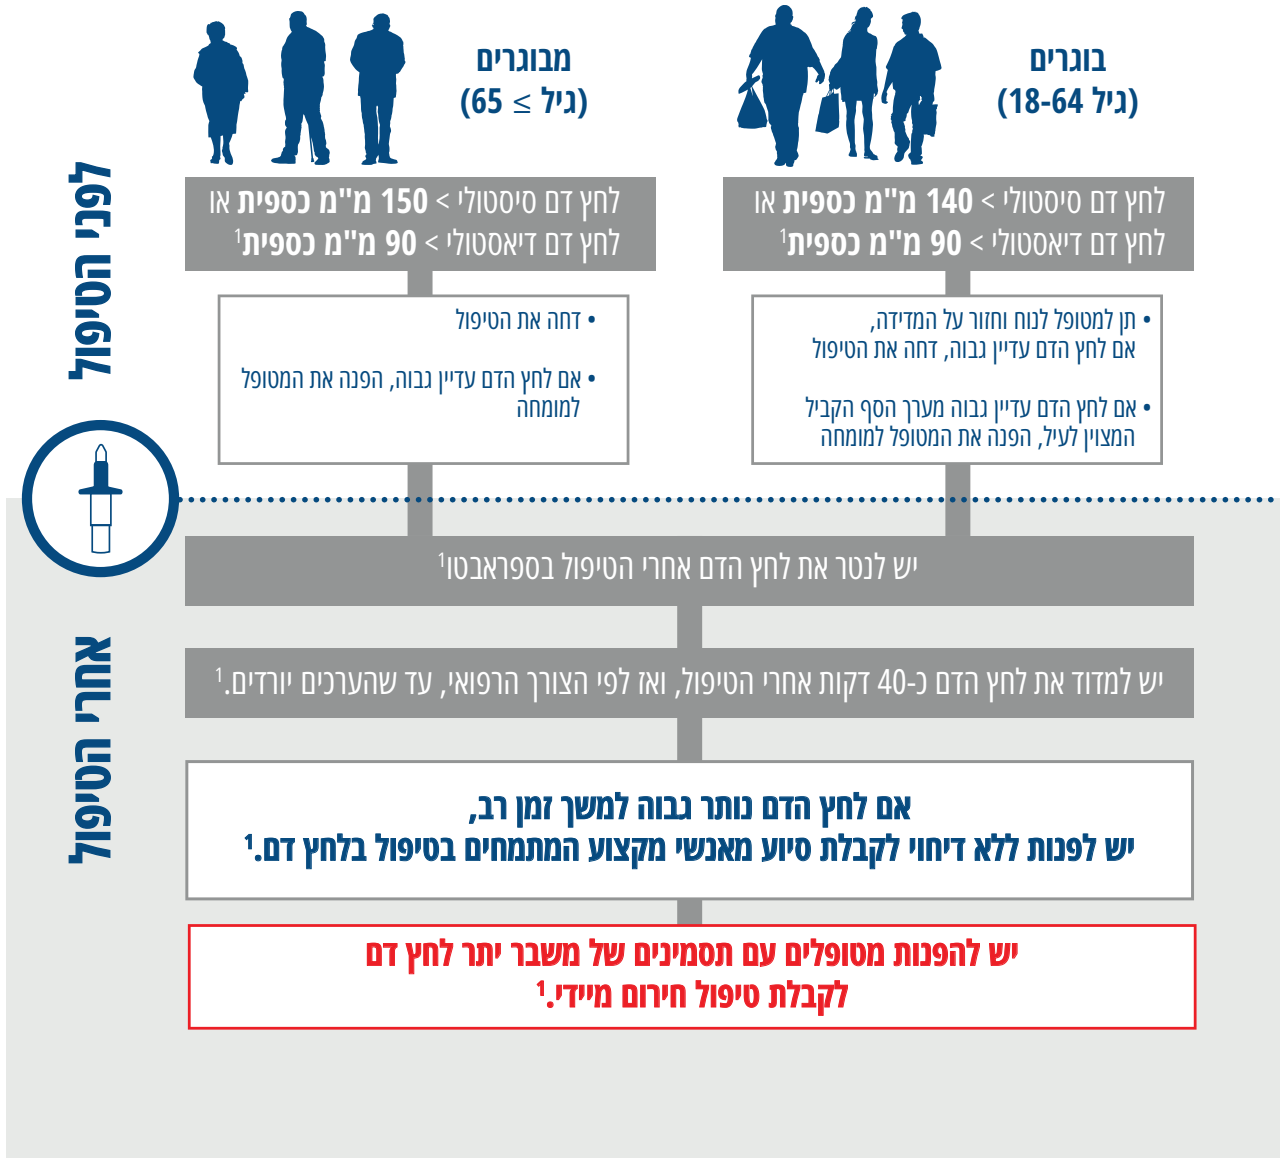 בוגרים
(גיל 18-64)
לחץ דם סיסטולי > 140 מ"מ כספית או
לחץ דם דיאסטולי > 90 מ"מ כספית¹
• תן למטופל לנוח וחזור על המדידה,
אם לחץ הדם עדיין גבוה, דחה את הטיפול
• אם לחץ הדם עדיין גבוה מערך הסף הקביל
המצוין לעיל, הפנה את המטופל למומחה
מבוגרים
(גיל ≥ 65)
לחץ דם סיסטולי > 150 מ"מ כספית או
לחץ דם דיאסטולי > 90 מ"מ כספית¹
• דחה את הטיפול
• אם לחץ הדם עדיין גבוה, הפנה את המטופל
למומחה
לפני הטיפול
יש לנטר את לחץ הדם אחרי הטיפול בספראבטו¹
יש למדוד את לחץ הדם כ-40 דקות אחרי הטיפול, ואז לפי הצורך הרפואי, עד שהערכים יורדים.¹
אם לחץ הדם נותר גבוה למשך זמן רב,
יש לפנות ללא דיחוי לקבלת סיוע מאנשי מקצוע המתמחים בטיפול בלחץ דם.¹
יש להפנות מטופלים עם תסמינים של משבר יתר לחץ דם
לקבלת טיפול חירום מיידי.¹
אחרי הטיפול